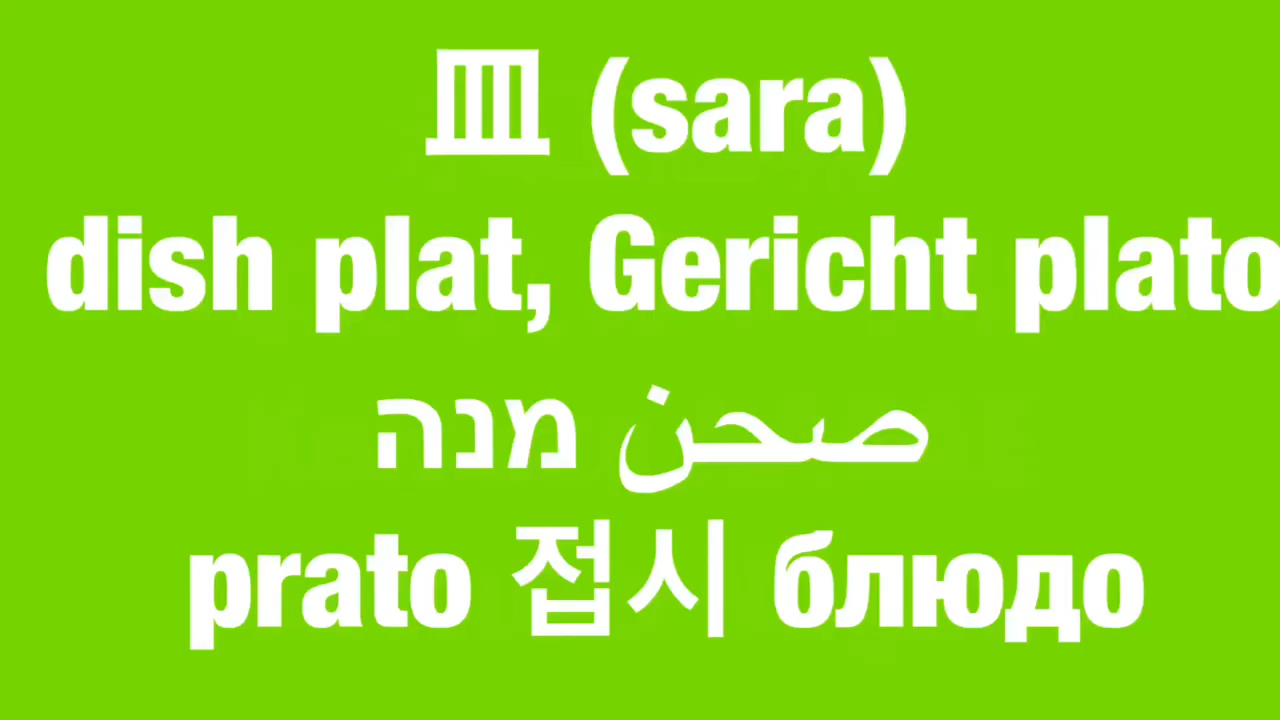 皿 (sara)
dish plat, Gericht plato
صحن מנה
prato 접시 блюдо